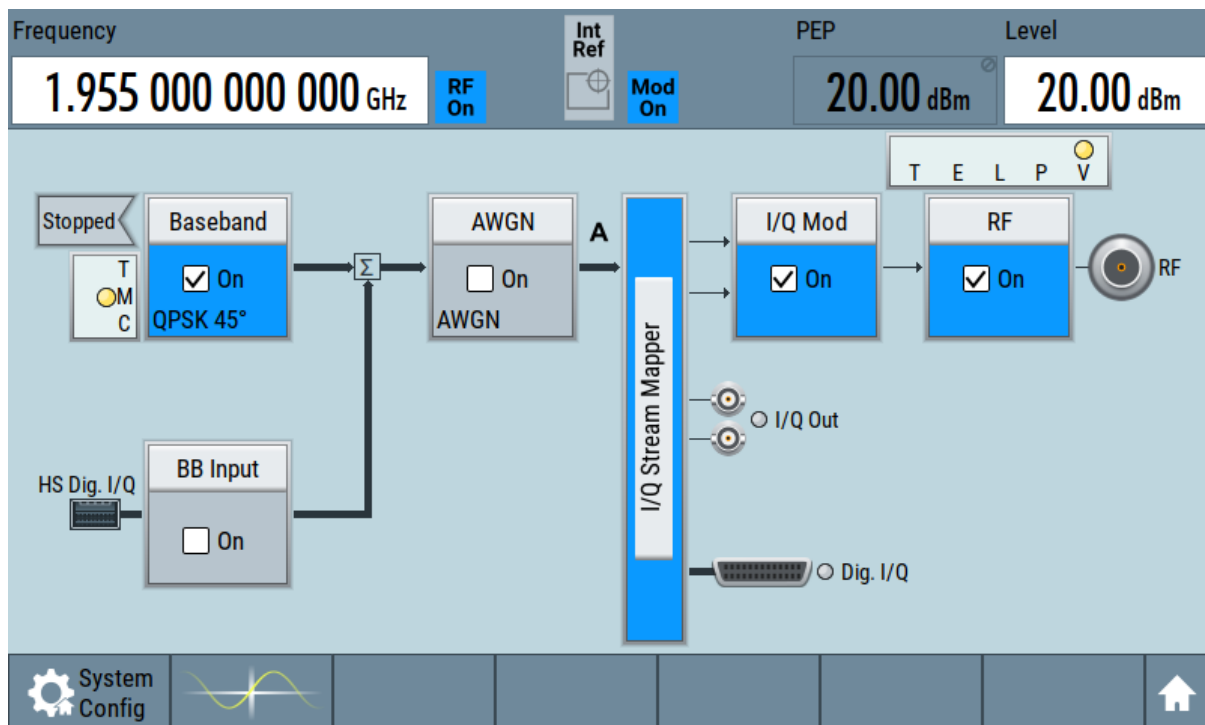 Frequency
Int
Ref
PEP
Level
1.955 000 000 000 GHz
RF
On
Mod
On
20.00 dBm
20.00 dBm
T E L P V
Stopped
Baseband
AWGN
A
I/Q Mod
RF
T
M
C
On
QPSK 45°
Σ
On
AWGN
On
On
RF
I/Q Stream Mapper
I/Q Out
HS Dig. I/Q
BB Input
On
Dig. I/Q
System
Config